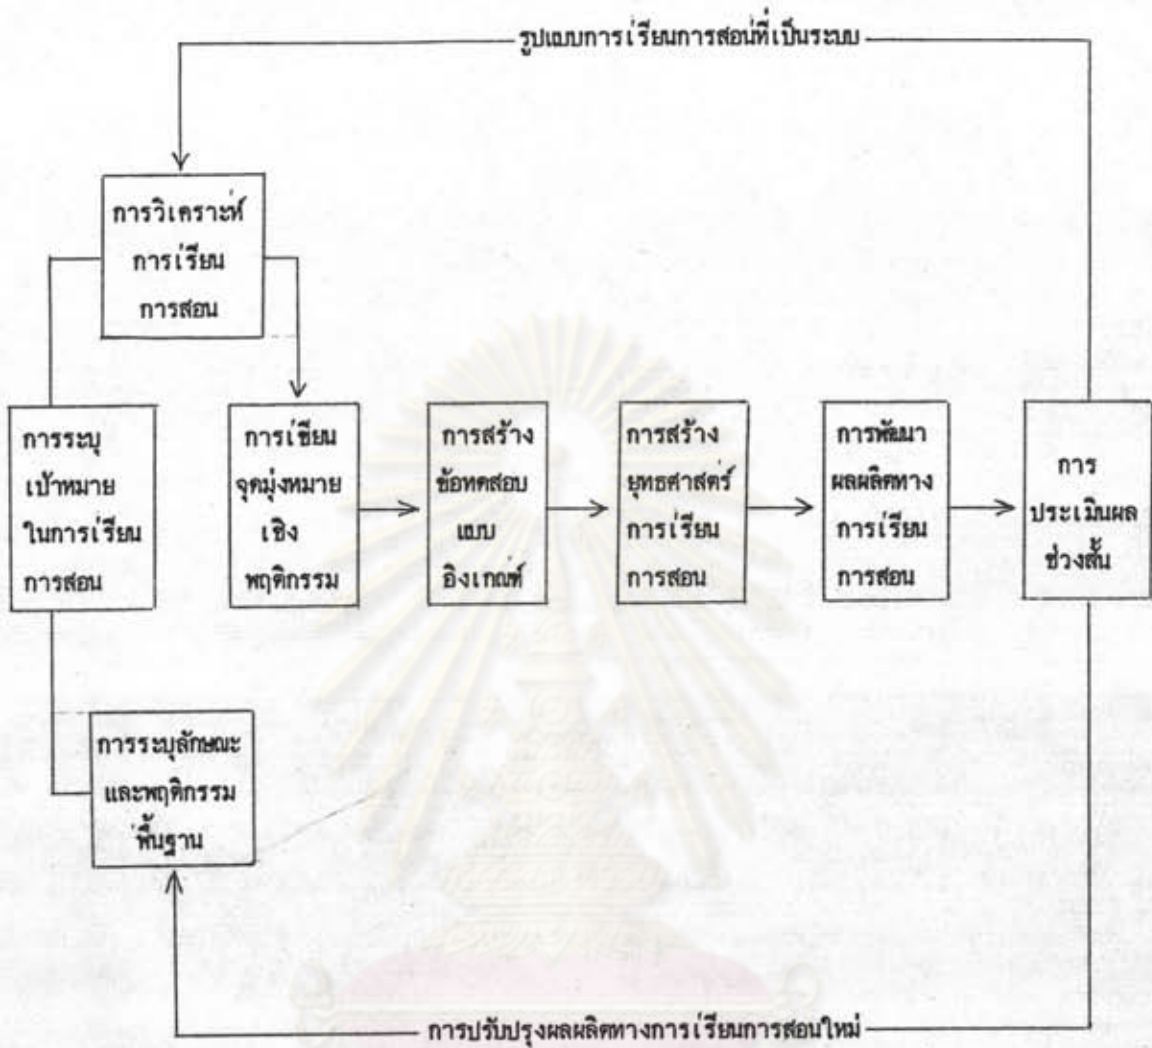 รูปแบบการเรียนการสอนที่เป็นระบบ
การวิเคราะห์
การเรียน
การสอน
การระบุ
เป้าหมาย
ในการเรียน
การสอน
การเขียน
จุดมุ่งหมาย
เชิง
พฤติกรรม
การสร้าง
ข้อทดสอบ
แบบ
อิงเกณฑ์
การสร้าง
ยุทธศาสตร์
การเรียน
การสอน
การพัฒนา
ผลผลิตทาง
การเรียน
การสอน
การ
ประเมินผล
ช่วงสั้น
การระบุลักษณะ
และพฤติกรรม
พื้นฐาน
การปรับปรุงผลผลิตทางการเรียนการสอนใหม่